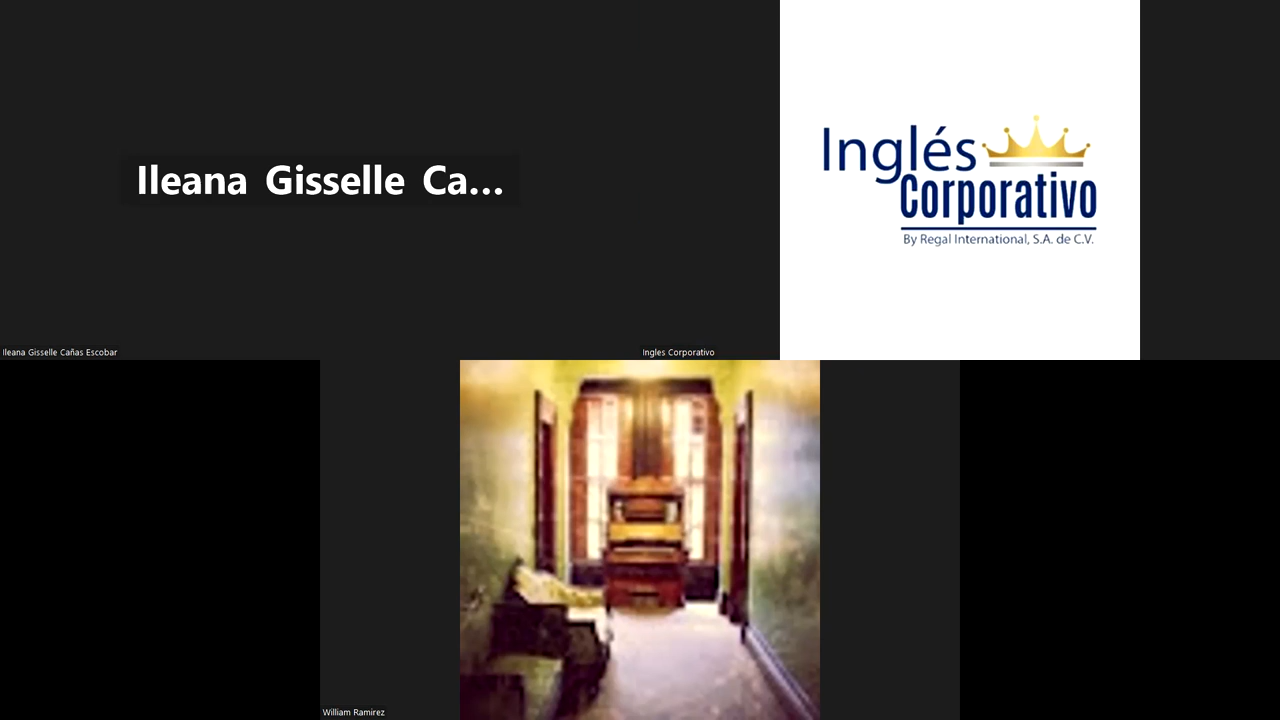 Ileana Gisselle Ca...
Inglés
Corporativo
By Regal International, S.A. de C.V.
Ileana Gisselle Cañas Escobar
Ingles Corporativo
William Ramirez